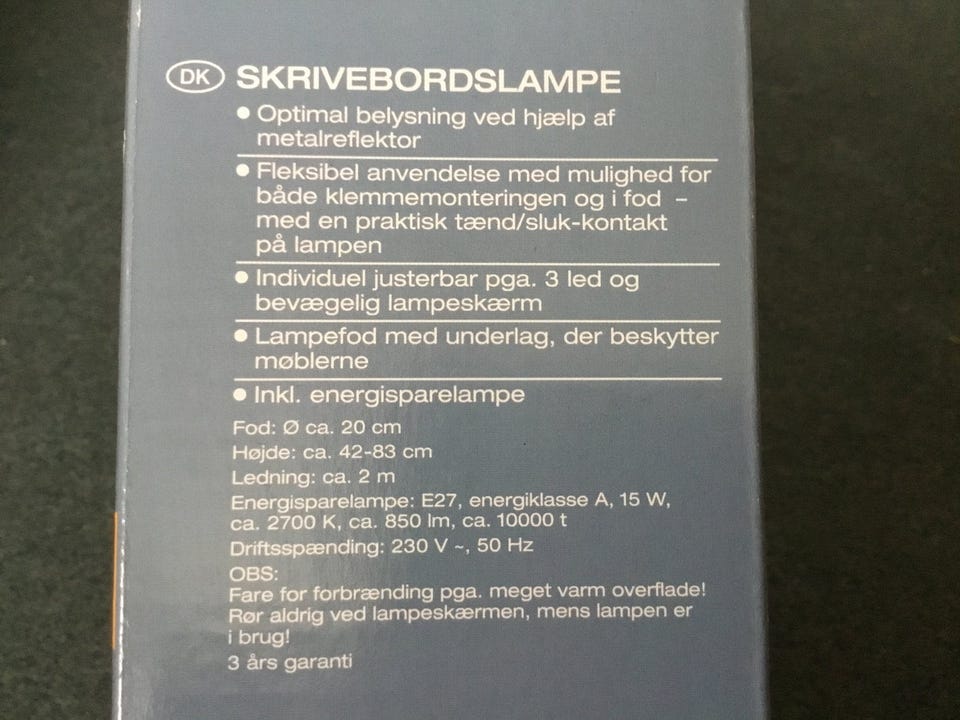 DK SKRIVEBORDSLAMPE
• Optimal belysning ved hjælp af
metalreflektor
• Fleksibel anvendelse med mulighed for
både klemmemonteringen og i fod –
med en praktisk tænd/sluk-kontakt
på lampen
• Individuel justerbar pga. 3 led og
bevægelig lampeskærm
• Lampefod med underlag, der beskytter
møblerne
• Inkl. energisparelampe
Fod: Ø ca. 20 cm
Højde: ca. 42-83 cm
Ledning: ca. 2 m
Energisparelampe: E27, energiklasse A, 15 W,
ca. 2700 K, ca. 850 lm, ca. 10000 t
Driftsspænding: 230 V ~, 50 Hz
OBS:
Fare for forbrænding pga. meget varm overflade!
Rør aldrig ved lampeskærmen, mens lampen er
i brug!
3 års garanti